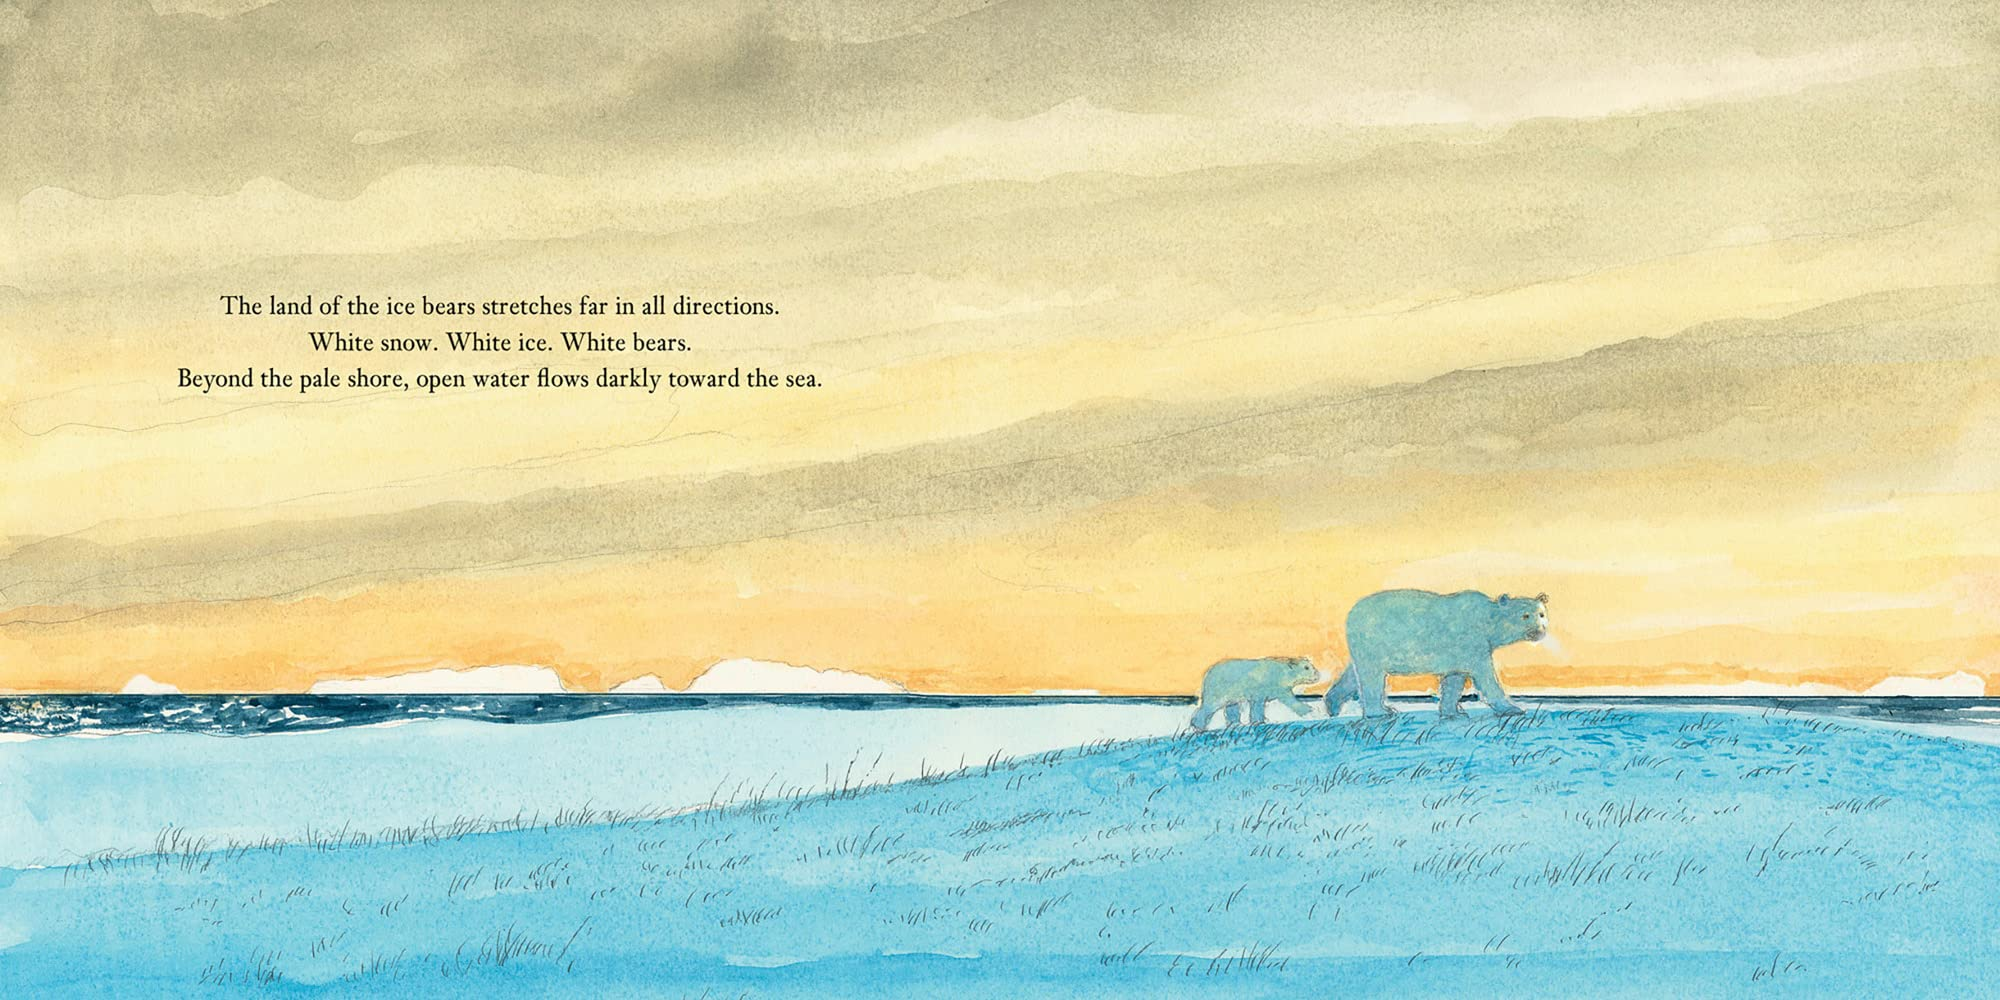 The land of the ice bears stretches far in all directions.
White snow. White ice. White bears.
Beyond the pale shore, open water flows darkly toward the sea.